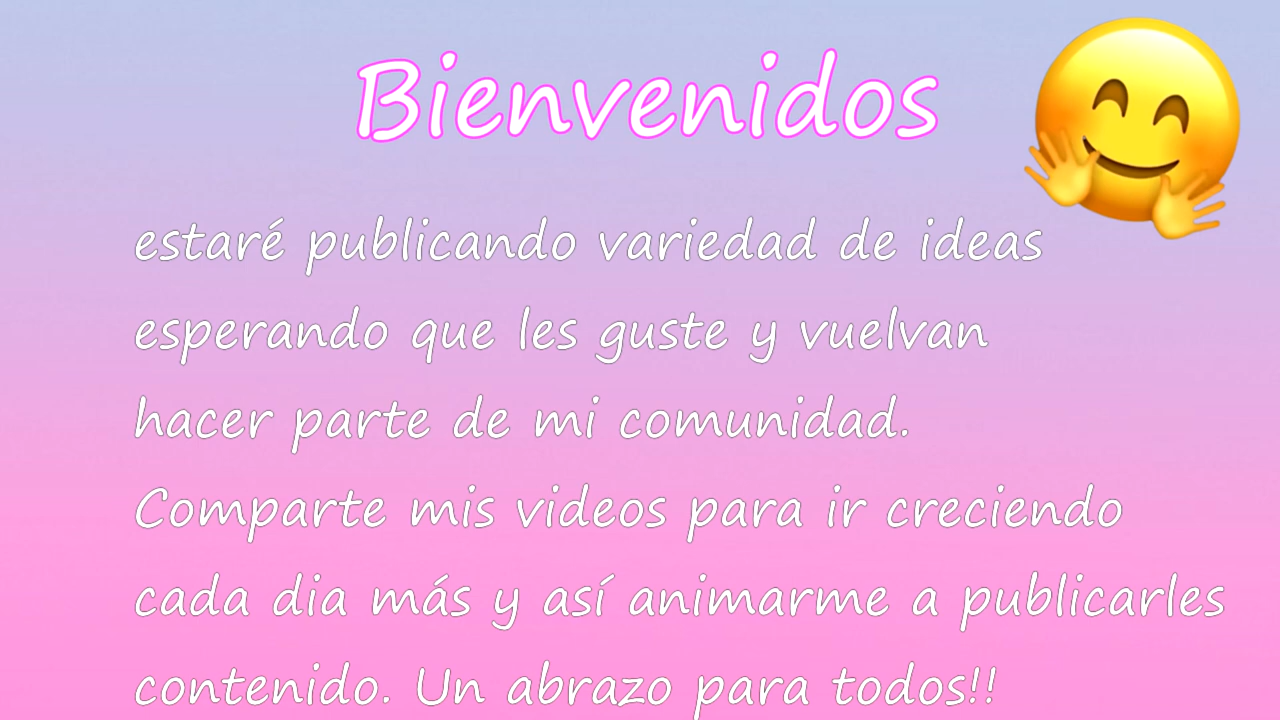 Bienvenidos
estaré publicando variedad de ideas
esperando que les guste y vuelvan
hacer parte de mi comunidad.
Comparte mis videos para ir creciendo
cada dia más y así animarme a publicarles
contenido. Un abrazo para todos!!